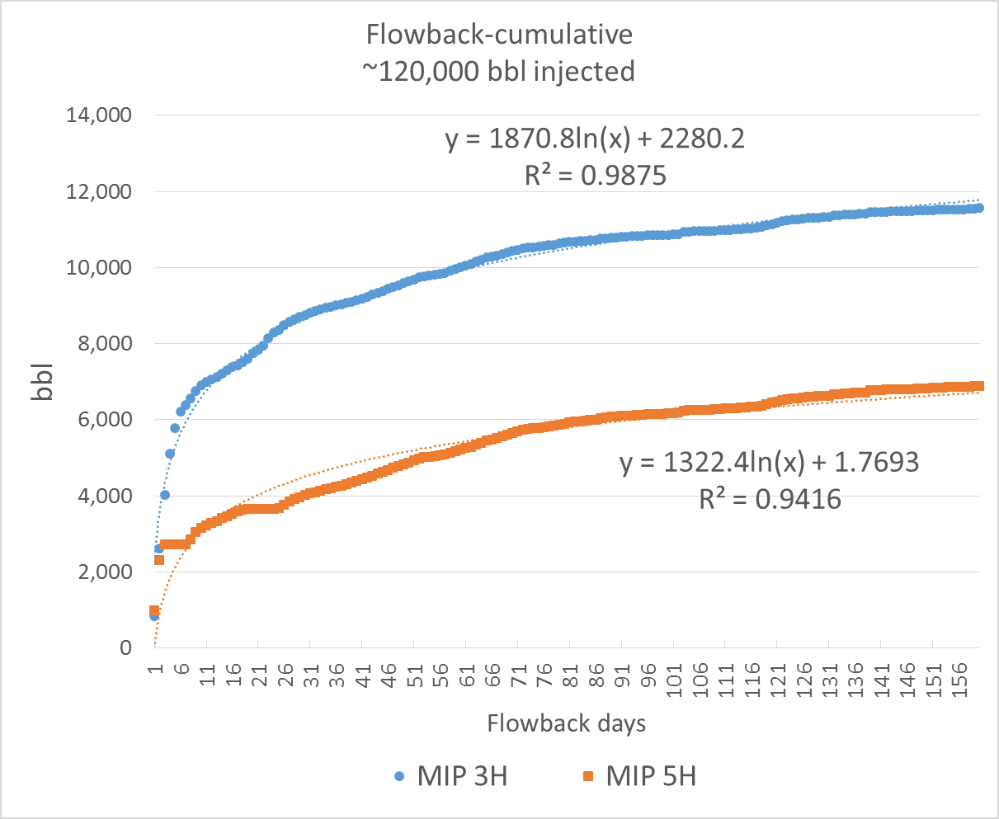 Flowback-cumulative
~120,000 bbl injected
14,000
12,000
10,000
8,000
6,000
4,000
2,000
0
bbl
y = 1870.8ln(x) + 2280.2
R² = 0.9875
y = 1322.4ln(x) + 1.7693
R² = 0.9416
1 6 11 16 21 26 31 36 41 46 51 56 61 66 71 76 81 86 91 96 101 106 111 116 121 126 131 136 141 146 151 156
Flowback days
MIP 3H MIP 5H